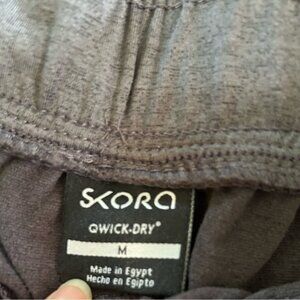 SKORA
QWICK-DRY®
M
Made in Egypt
Hecho en Egipto